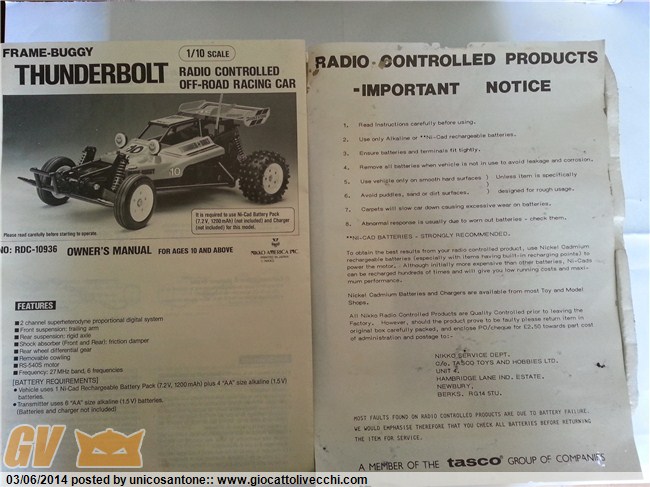 FRAME-BUGGY
1/10 SCALE
THUNDERBOLT
RADIO CONTROLLED
OFF-ROAD RACING CAR
10
10
It is required to use Ni-Cad Battery Pack
(7.2 V, 1200 mAh) (not included) and Charger
(not included) for this model.
Please read carefully before starting to operate.
NO: RDC-10936
OWNER'S MANUAL
FOR AGES 10 AND ABOVE
NIKKO AMERICA INC.
FEATURES
■ 2 channel superheterodyne proportional digital system
■ Front suspension: trailing arm
■ Rear suspension: rigid axle
■ Shock absorber (Front and Rear): friction damper
■ Rear wheel differential gear
■ Removable cowling
■ RS-540S motor
■ Frequency: 27 MHz band, 6 frequencies
[BATTERY REQUIREMENTS]
● Vehicle uses 1 Ni-Cad Rechargeable Battery Pack (7.2 V, 1200 mAh) plus 4 "AA" size alkaline (1.5 V)
batteries.
● Transmitter uses 8 "AA" size alkaline (1.5 V) batteries.
(Batteries and charger not included)
RADIO-CONTROLLED PRODUCTS
-IMPORTANT NOTICE
1. Read instructions carefully before using.
2. Use only Alkaline or **Ni-Cad rechargeable batteries.
3. Ensure batteries and terminals fit tightly.
4. Remove all batteries when vehicle is not in use to avoid leakage and corrosion.
5. Use vehicle only on smooth hard surfaces ) Unless item is specifically
6. Avoid puddles, sand or dirt surfaces. ) designed for rough usage.
7. Carpets will slow car down causing excessive wear on batteries.
8. Abnormal response is usually due to worn out batteries - check them.
**NI-CAD BATTERIES - STRONGLY RECOMMENDED.
To obtain the best results from your radio controlled product, use Nickel Cadmium
rechargeable batteries (especially with items having built-in recharging points) to
power the motor. Although initially more expensive than other batteries, Ni-Cads
can be recharged hundreds of times and will give you low running costs and maxi-
mum performance.
Nickel Cadmium Batteries and Chargers are available from most Toy and Model
Shops.
All Nikko Radio Controlled Products are Quality Controlled prior to leaving the
Factory. However, should the product prove to be faulty please return item in
original box carefully packed, and enclose PO/cheque for £2.50 towards part cost
of administration and postage to:-
NIKKO SERVICE DEPT.
C/o. TASCO TOYS AND HOBBIES LTD.
UNIT 4,
HAMBRIDGE LANE IND. ESTATE.
NEWBURY,
BERKS. RG14 5TU.
MOST FAULTS FOUND ON RADIO CONTROLLED PRODUCTS ARE DUE TO BATTERY FAILURE.
WE WOULD EMPHASISE THEREFORE THAT YOU CHECK ALL BATTERIES BEFORE RETURNING
THE ITEM FOR SERVICE.
A MEMBER OF THE tasco GROUP OF COMPANIES
GV
03/06/2014 posted by unicosantone:: www.giocattolivecchi.com